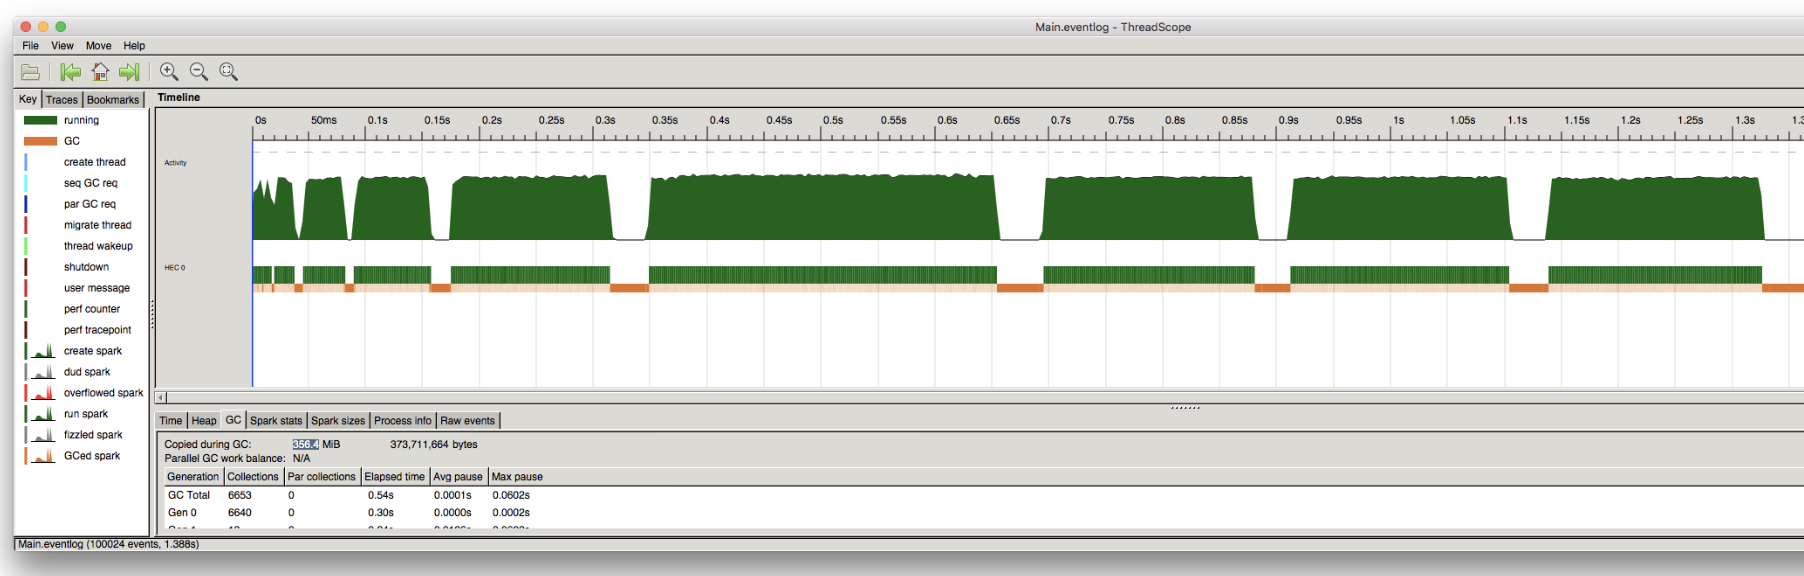 Main.eventlog - ThreadScope
File View Move Help
Key Traces Bookmarks
Timeline
running
GC
create thread
seq GC req
par GC req
migrate thread
thread wakeup
shutdown
user message
perf counter
perf tracepoint
create spark
dud spark
overflowed spark
run spark
fizzled spark
GCed spark
0s 50ms 0.1s 0.15s 0.2s 0.25s 0.3s 0.35s 0.4s 0.45s 0.5s 0.55s 0.6s 0.65s 0.7s 0.75s 0.8s 0.85s 0.9s 0.95s 1s 1.05s 1.1s 1.15s 1.2s 1.25s 1.3s 1.3
Activity
HEC 0
Time Heap GC Spark stats Spark sizes Process info Raw events
Copied during GC: 356.4 MiB 373,711,664 bytes
Parallel GC work balance: N/A
Generation Collections Par collections Elapsed time Avg pause Max pause
GC Total 6653 0 0.54s 0.0001s 0.0602s
Gen 0 6640 0 0.30s 0.0000s 0.0002s
Main.eventlog (100024 events, 1.388s)